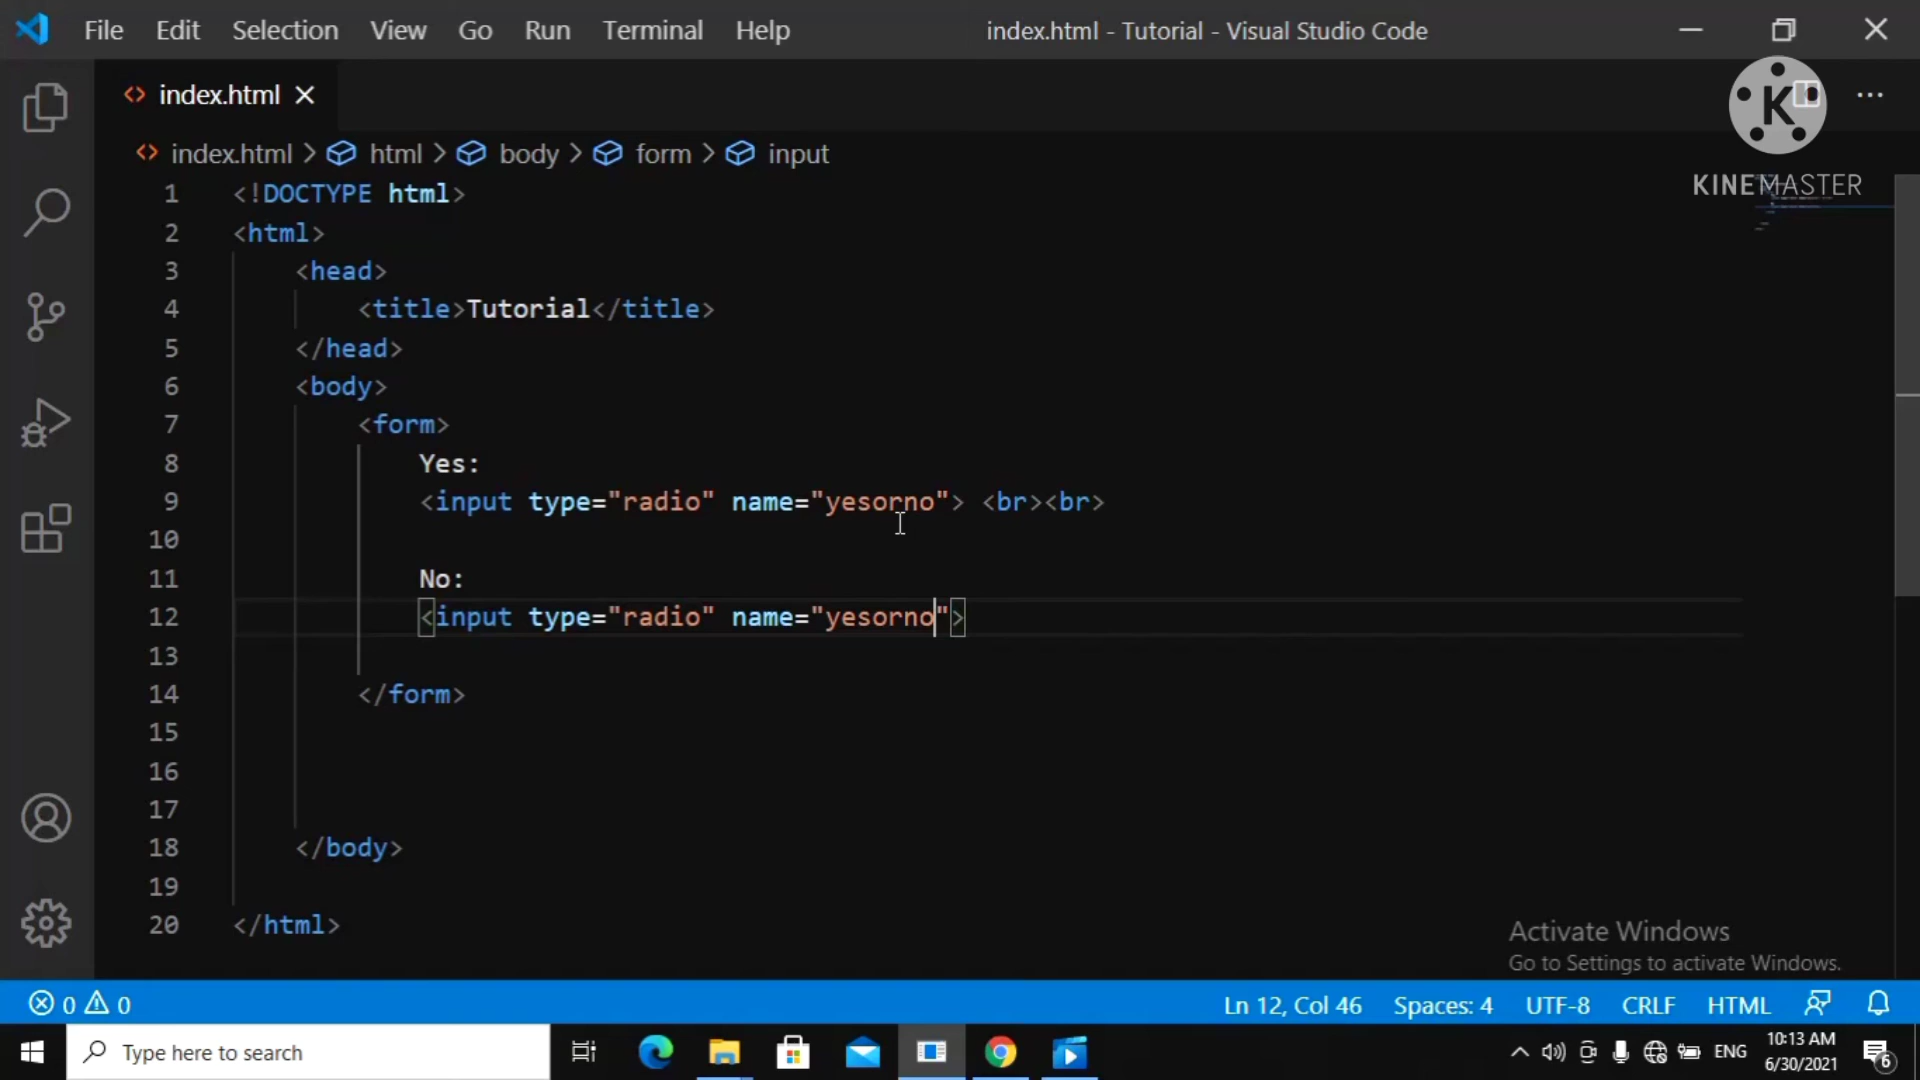 File Edit Selection View Go Run Terminal Help index.html - Tutorial - Visual Studio Code
index.html
K
KINEMASTER
index.html > html > body > form > input
1 <!DOCTYPE html>
2 <html>
3 <head>
4 <title>Tutorial</title>
5 </head>
6 <body>
7 <form>
8 Yes:
9 <input type="radio" name="yesorno"> <br><br>
10
11 No:
12 <input type="radio" name="yesorno">
13
14 </form>
15
16
17
18 </body>
19
20 </html>
Activate Windows
Go to Settings to activate Windows.
0 0 Ln 12, Col 46 Spaces: 4 UTF-8 CRLF HTML
Type here to search ENG 10:13 AM
6/30/2021 6